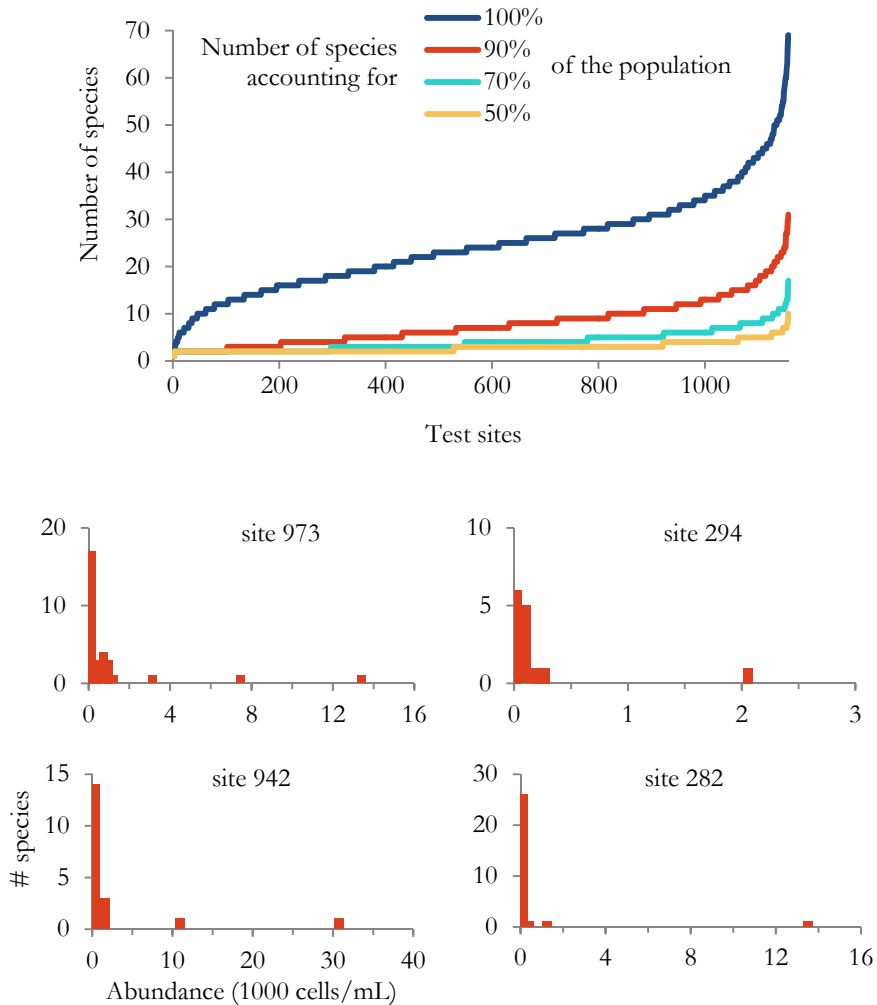 70
60
50
40
30
20
10
0
Number of species
Number of species
accounting for
100%
90%
70%
50%
of the population
0 200 400 600 800 1000
Test sites
site 973
20
10
0
0 4 8 12 16
site 294
10
5
0
0 1 2 3
site 942
15
10
5
0
0 10 20 30 40
# species
Abundance (1000 cells/mL)
site 282
30
20
10
0
0 4 8 12 16